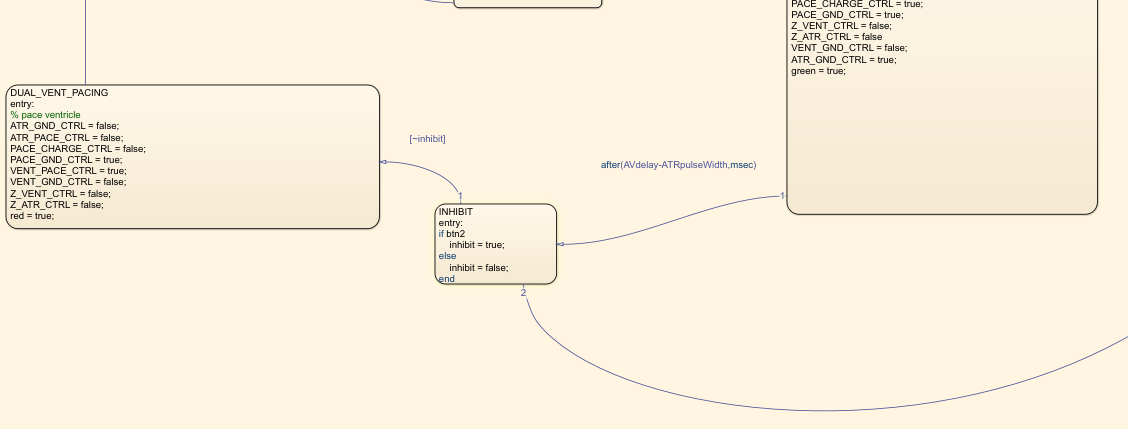 PACE_CHARGE_CTRL = true;
PACE_GND_CTRL = true;
Z_VENT_CTRL = false;
Z_ATR_CTRL = false
VENT_GND_CTRL = false;
ATR_GND_CTRL = true;
green = true;
DUAL_VENT_PACING
entry:
% pace ventricle
ATR_GND_CTRL = false;
ATR_PACE_CTRL = false;
PACE_CHARGE_CTRL = false;
PACE_GND_CTRL = true;
VENT_PACE_CTRL = true;
VENT_GND_CTRL = false;
Z_VENT_CTRL = false;
Z_ATR_CTRL = false;
red = true;
[~inhibit]
after(AVdelay-ATRpulseWidth,msec)
1
1
INHIBIT
entry:
if btn2
inhibit = true;
else
inhibit = false;
end
2